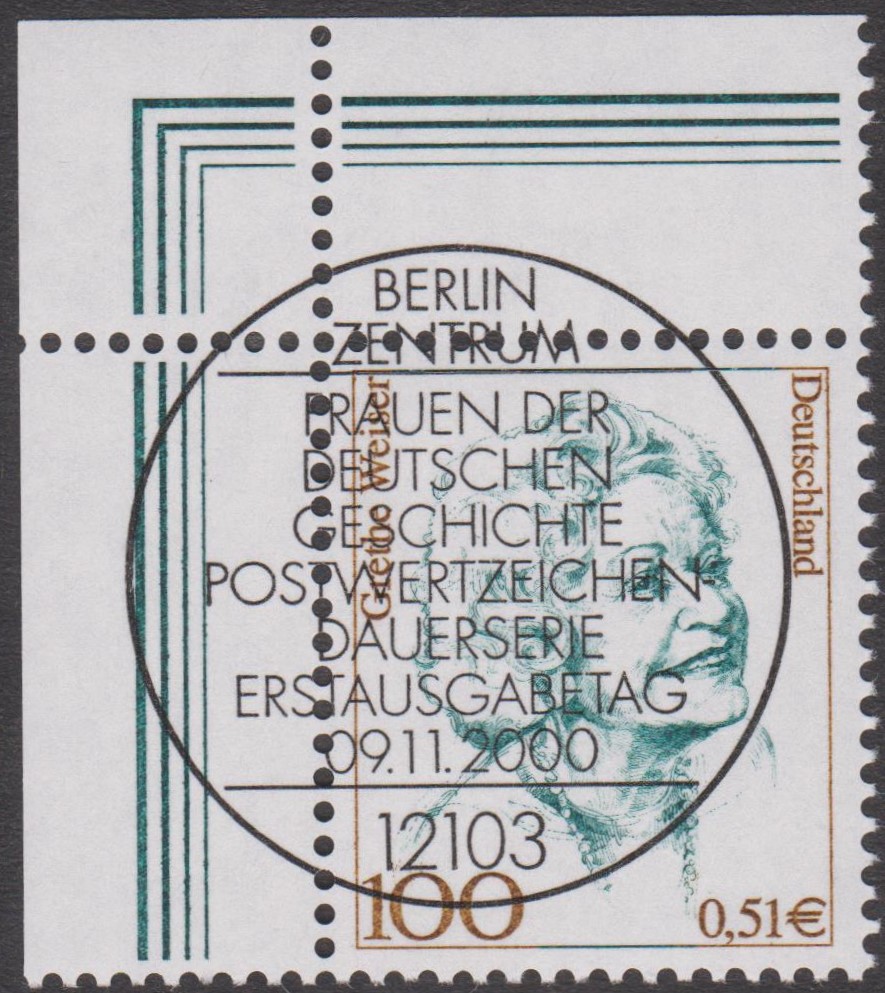 BERLIN
ZENTRUM
FRAUEN DER
DEUTSCHEN
GESCHICHTE
POSTWERTZEICHEN-
DAUERSERIE
ERSTAUSGABETAG
09.11.2000
12103
Grethe Weiser
Deutschland
100
0,51€